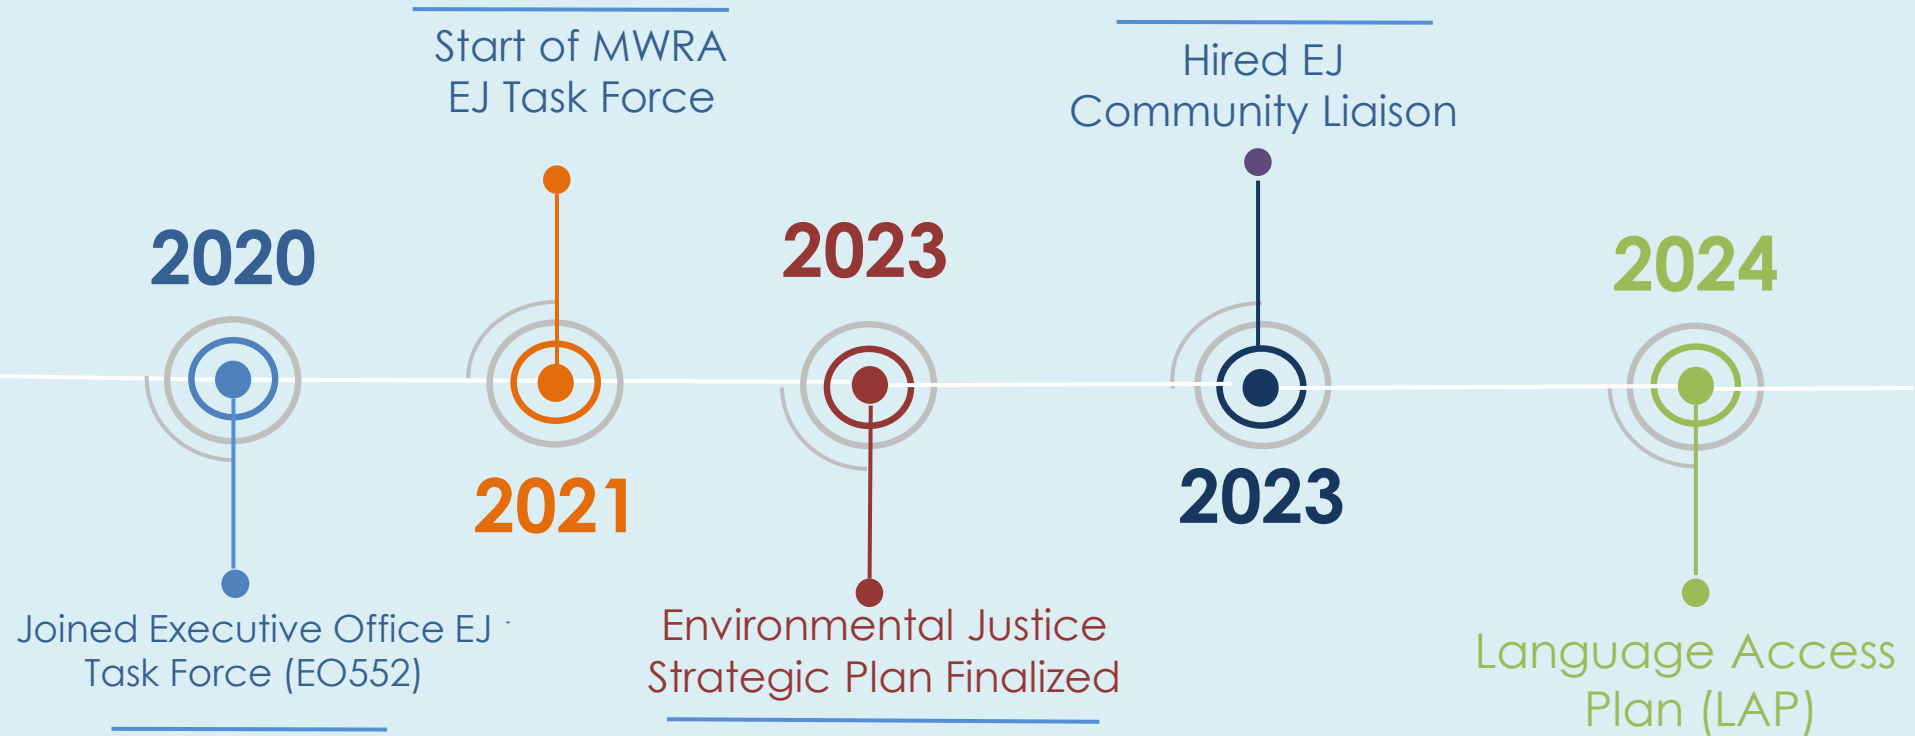 Start of MWRA
EJ Task Force
Hired EJ
Community Liaison
2020
2023
2024
2021
2023
Joined Executive Office EJ
Task Force (EO552)
Environmental Justice
Strategic Plan Finalized
Language Access
Plan (LAP)